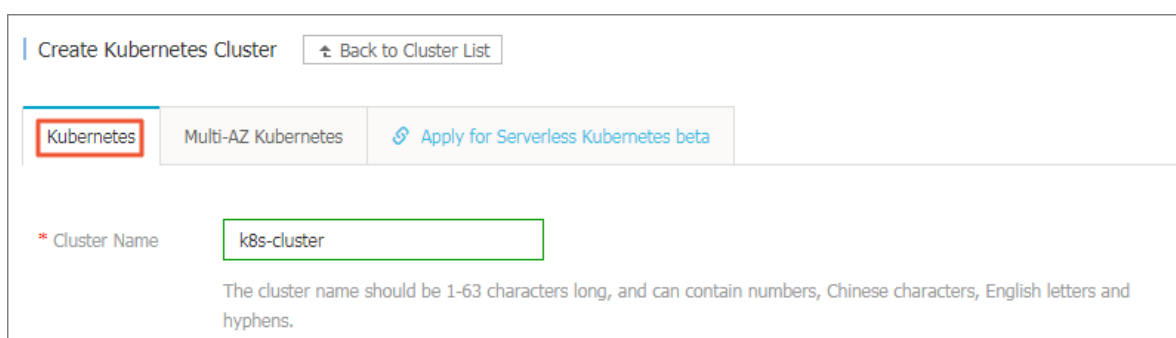 Create Kubernetes Cluster
Back to Cluster List
Kubernetes
Multi-AZ Kubernetes
Apply for Serverless Kubernetes beta
* Cluster Name
k8s-cluster
The cluster name should be 1-63 characters long, and can contain numbers, Chinese characters, English letters and
hyphens.